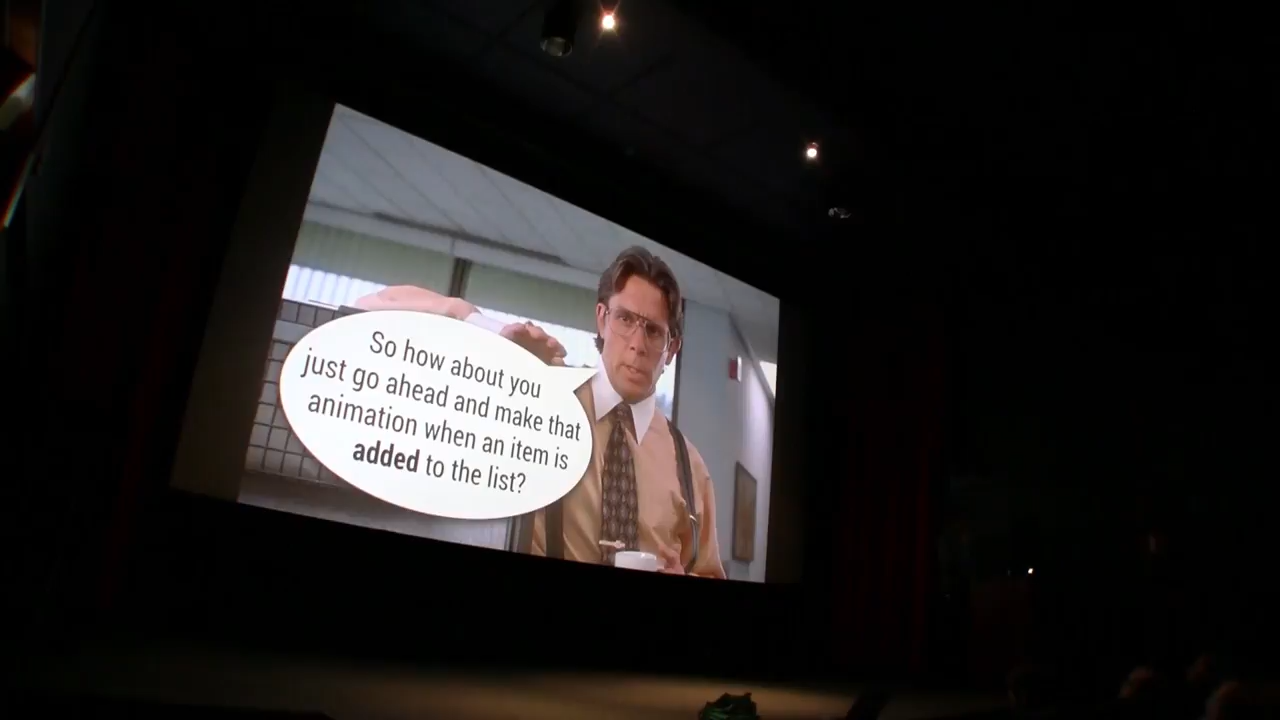 So how about you
just go ahead and make that
animation when an item is
added to the list?